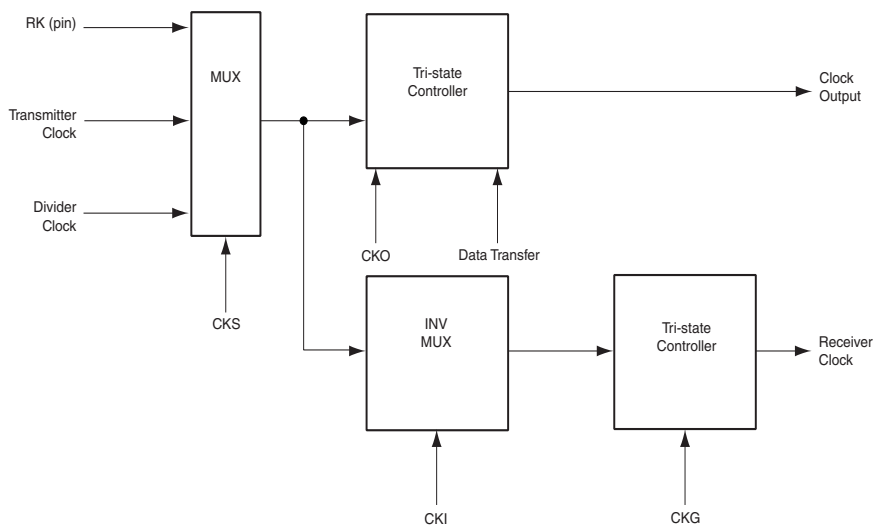 RK (pin)
MUX
Tri-state
Controller
Clock
Output
Transmitter
Clock
Divider
Clock
CKO
Data Transfer
CKS
INV
MUX
Tri-state
Controller
Receiver
Clock
CKI
CKG